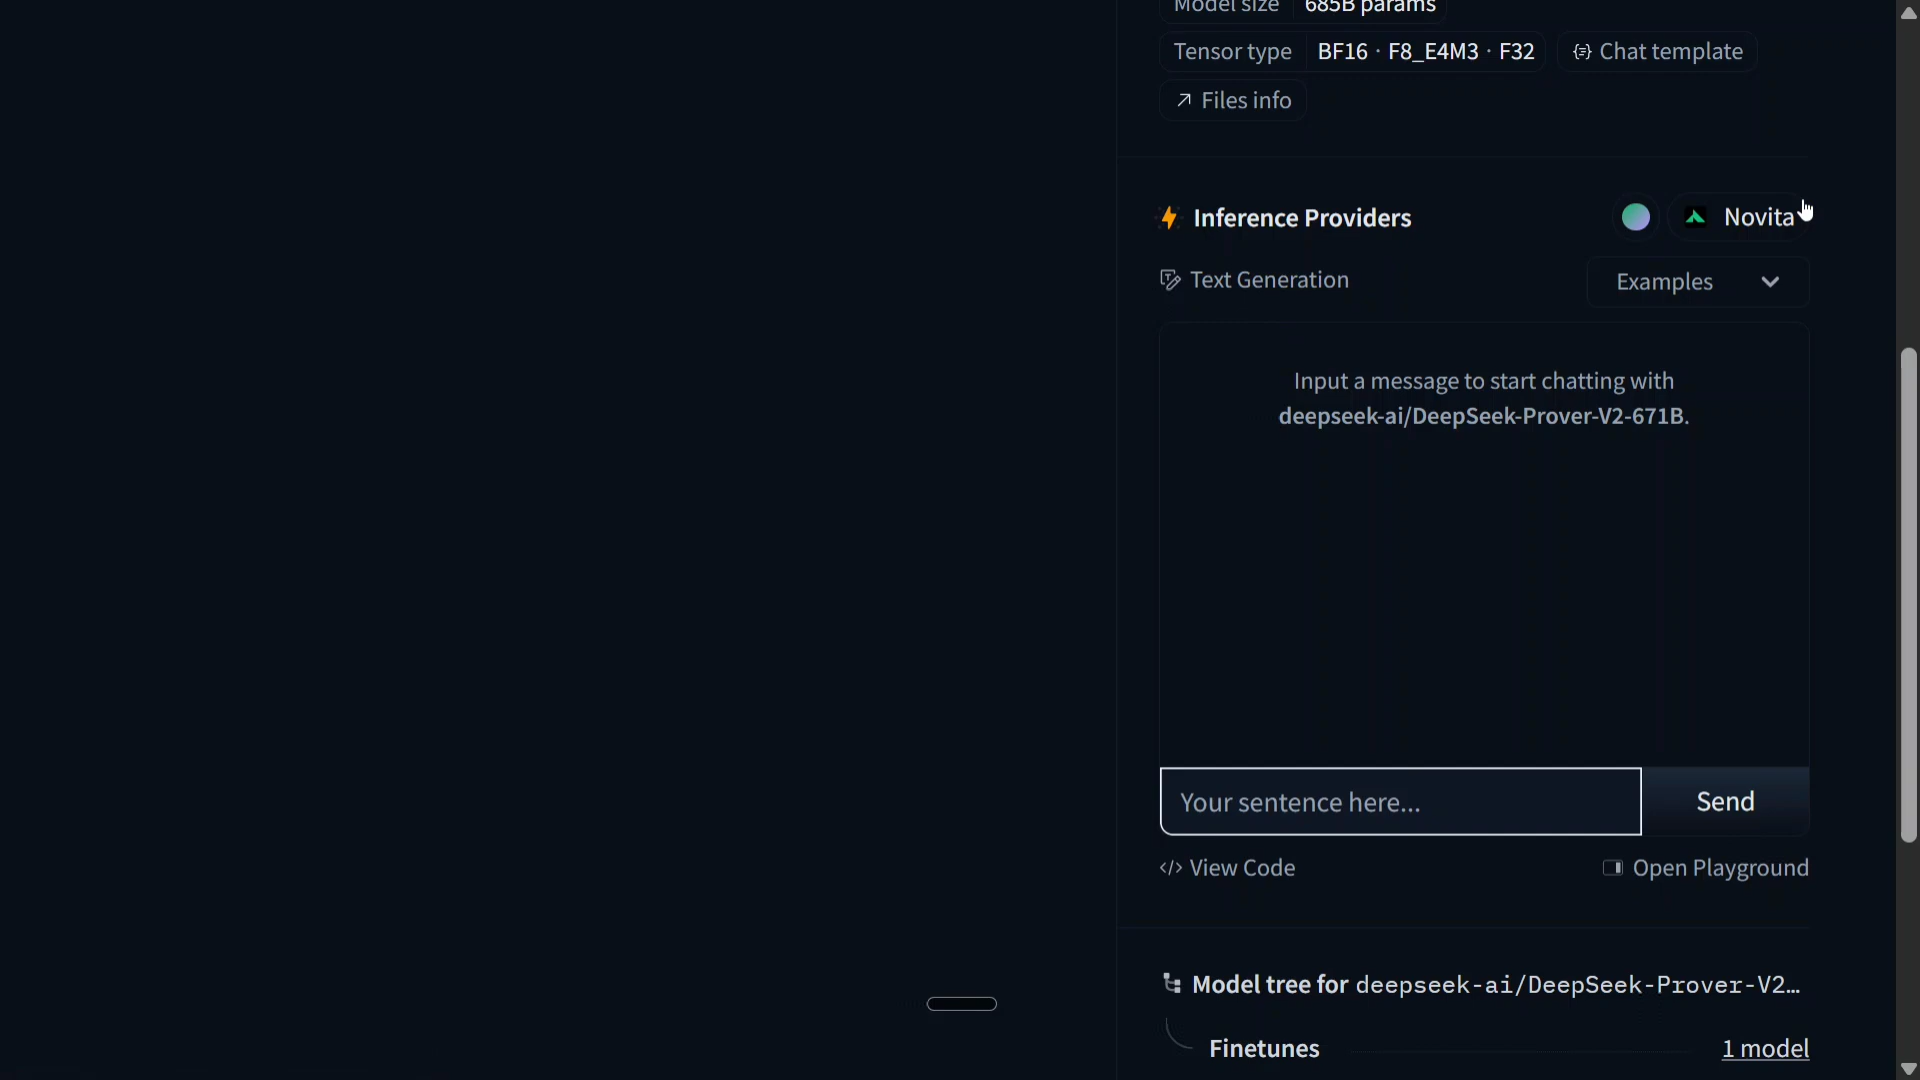 Model size 685B params
Tensor type BF16 · F8_E4M3 · F32 Chat template
Files info
Inference Providers Novita
Text Generation Examples
Input a message to start chatting with
deepseek-ai/DeepSeek-Prover-V2-671B.
Your sentence here... Send
</> View Code Open Playground
Model tree for deepseek-ai/DeepSeek-Prover-V2…
Finetunes 1 model